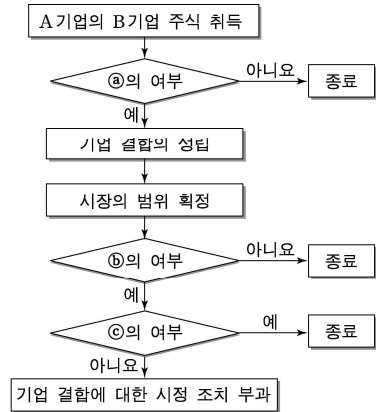 A기업의 B기업 주식 취득
ⓐ의 여부
아니요
종료
예
기업 결합의 성립
시장의 범위 획정
ⓑ의 여부
아니요
종료
예
ⓒ의 여부
예
종료
아니요
기업 결합에 대한 시정 조치 부과